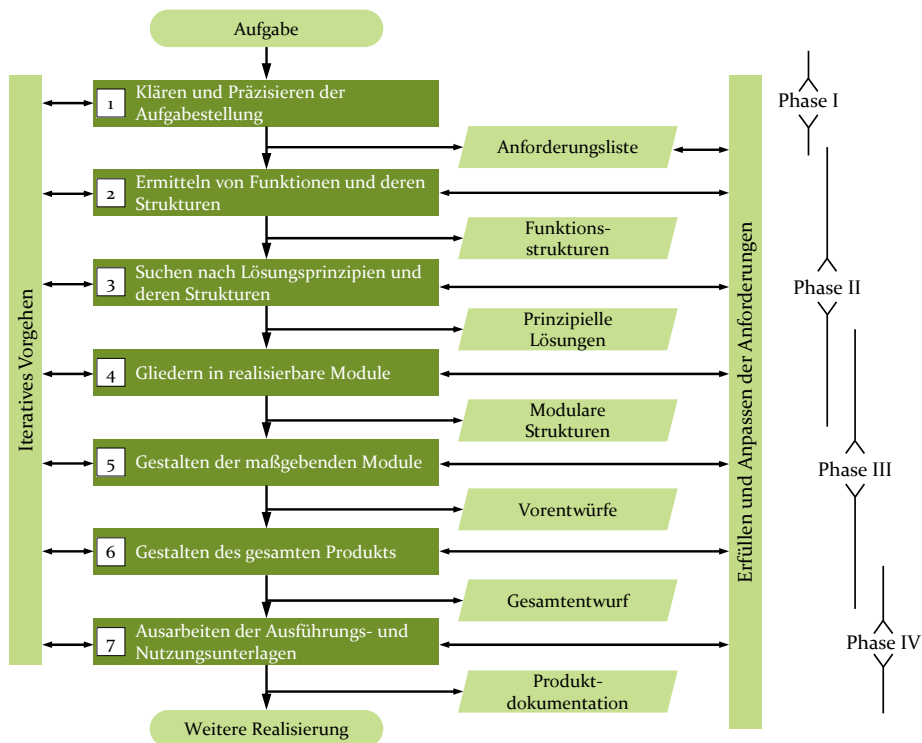 Aufgabe
1
Klären und Präzisieren der
Aufgabestellung
Anforderungsliste
2
Ermitteln von Funktionen und deren
Strukturen
Funktions-
strukturen
3
Suchen nach Lösungsprinzipien und
deren Strukturen
Prinzipielle
Lösungen
4
Gliedern in realisierbare Module
Modulare
Strukturen
5
Gestalten der maßgebenden Module
Vorentwürfe
6
Gestalten des gesamten Produkts
Gesamtentwurf
7
Ausarbeiten der Ausführungs- und
Nutzungsunterlagen
Produkt-
dokumentation
Weitere Realisierung
Iteratives Vorgehen
Erfüllen und Anpassen der Anforderungen
Phase I
Phase II
Phase III
Phase IV